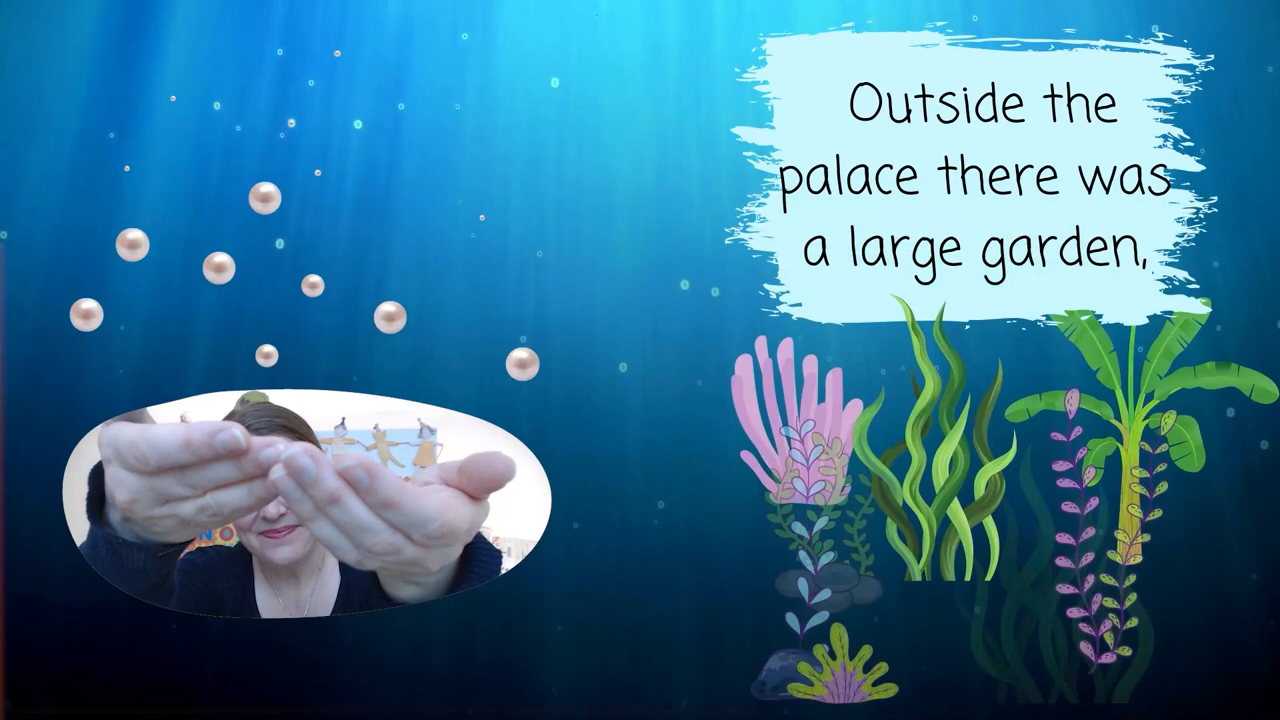 Outside the
palace there was
a large garden,